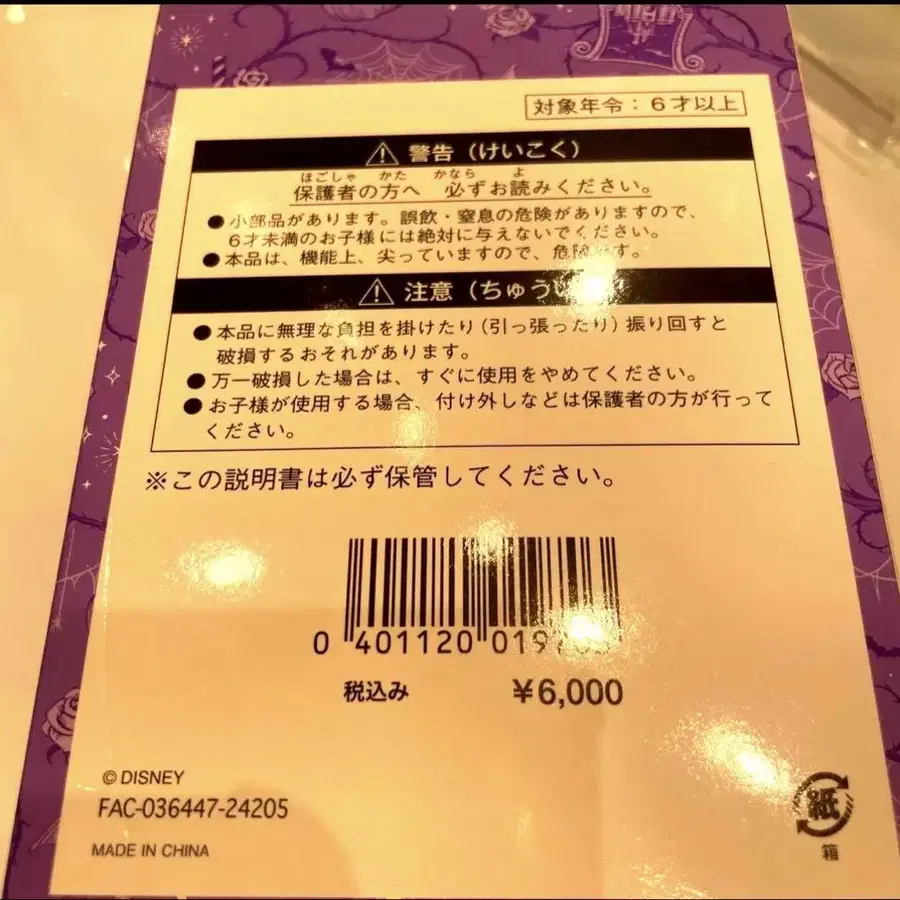 対象年令：6才以上
警告（けいこく）
ほごしゃ かた かなら よ
保護者の方へ 必ずお読みください。
●小部品があります。誤飲・窒息の危険がありますので、
6才未満のお子様には絶対に与えないでください。
●本品は、機能上、尖っていますので、危険です。
注意（ちゅうい）
●本品に無理な負担を掛けたり（引っ張ったり）振り回すと
破損するおそれがあります。
●万一破損した場合は、すぐに使用をやめてください。
●お子様が使用する場合、付け外しなどは保護者の方が行って
ください。
※この説明書は必ず保管してください。
0 401120
税込み ¥6,000
© DISNEY
FAC-036447-24205
MADE IN CHINA
紙
箱